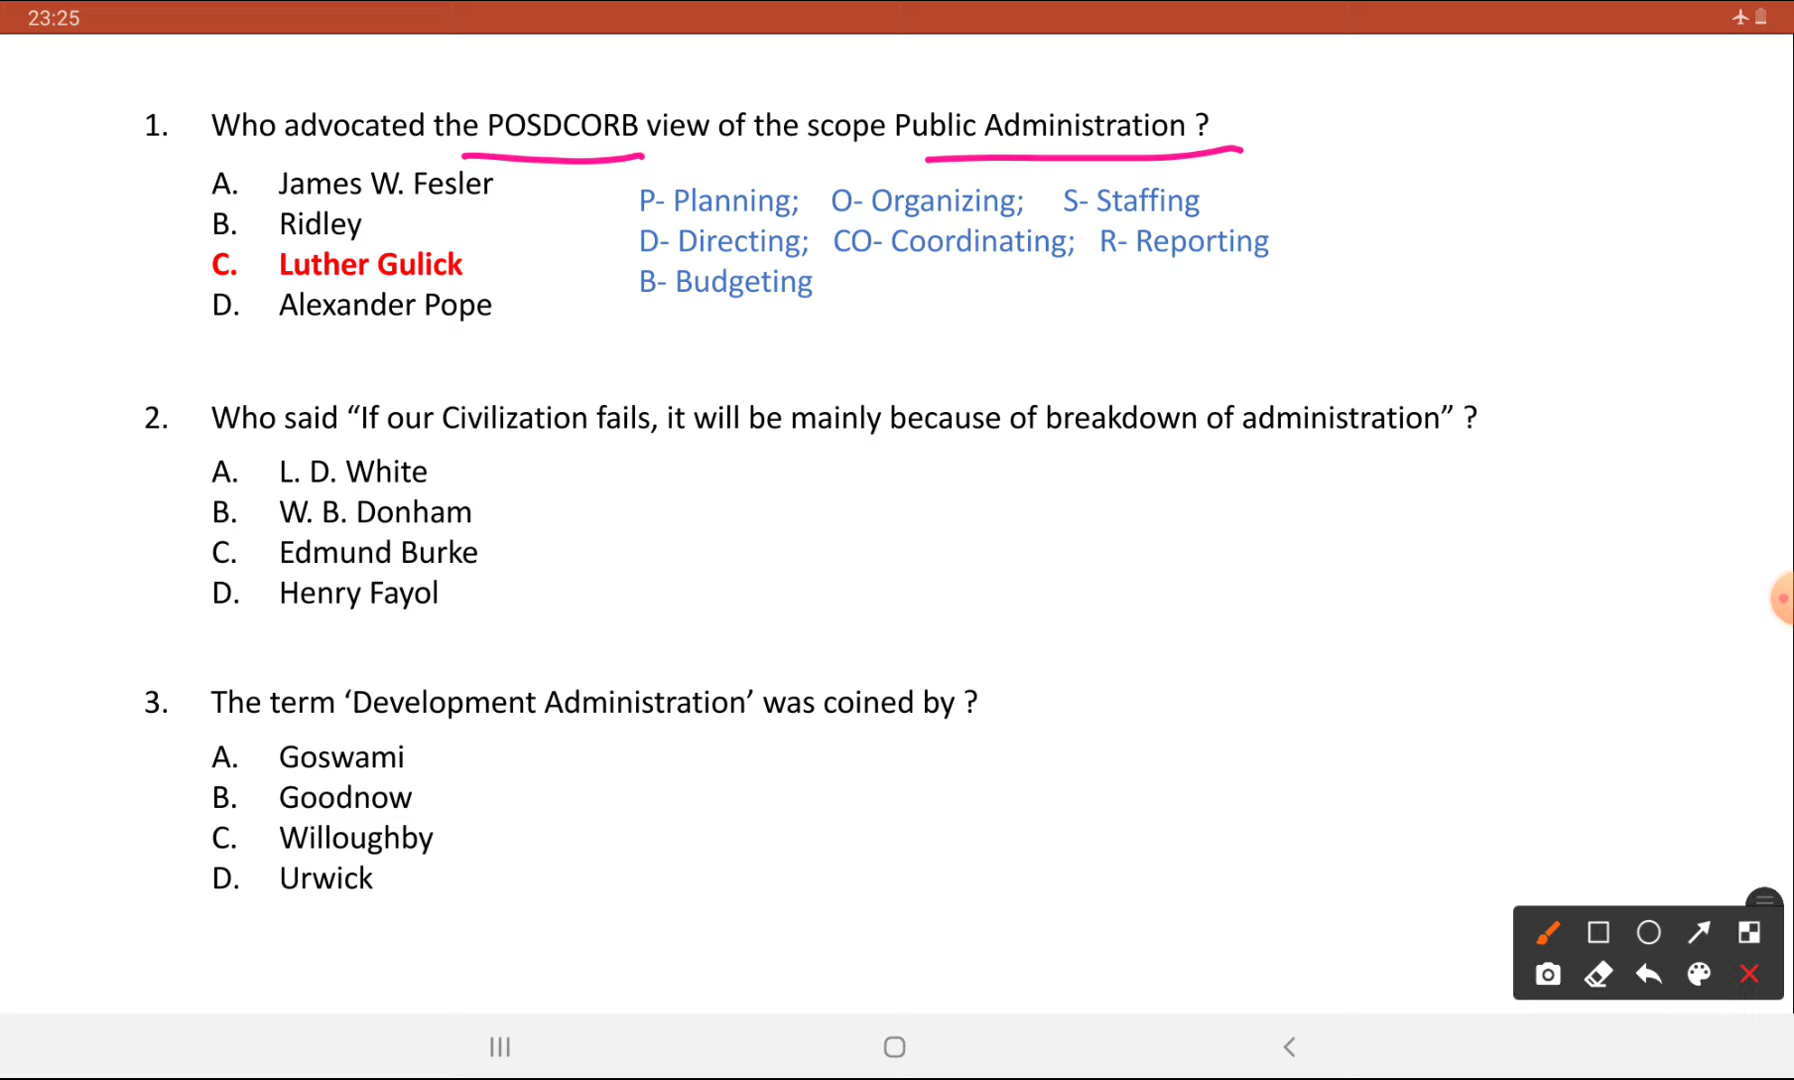 23:25
1. Who advocated the POSDCORB view of the scope Public Administration ?
A. James W. Fesler
B. Ridley
C. Luther Gulick
D. Alexander Pope
P- Planning; O- Organizing; S- Staffing
D- Directing; CO- Coordinating; R- Reporting
B- Budgeting
2. Who said “If our Civilization fails, it will be mainly because of breakdown of administration” ?
A. L. D. White
B. W. B. Donham
C. Edmund Burke
D. Henry Fayol
3. The term ‘Development Administration’ was coined by ?
A. Goswami
B. Goodnow
C. Willoughby
D. Urwick